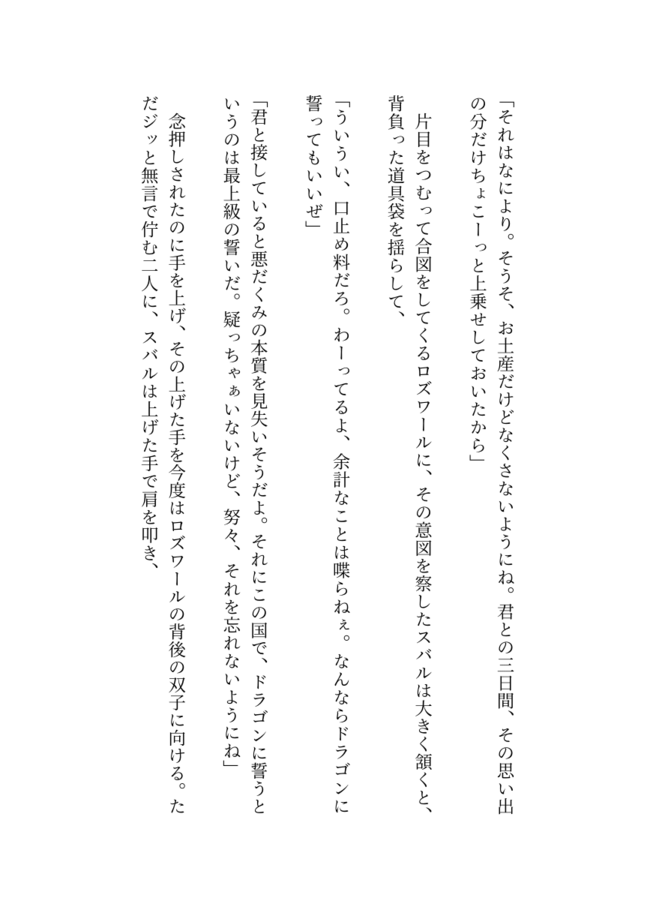 「それはなにより。そうそ、お土産だけどなくさないようにね。君との三日間、その思い出
の分だけちょこーっと上乗せしておいたから」
　片目をつむって合図をしてくるロズワールに、その意図を察したスバルは大きく頷くと、
背負った道具袋を揺らして、
「ういうい、口止め料だろ。わーってるよ、余計なことは喋らねぇ。なんならドラゴンに
誓ってもいいぜ」
「君と接していると悪だくみの本質を見失いそうだよ。それにこの国で、ドラゴンに誓うと
いうのは最上級の誓いだ。疑っちゃぁいないけど、努々、それを忘れないようにね」
　念押しされたのに手を上げ、その上げた手を今度はロズワールの背後の双子に向ける。た
だジッと無言で佇む二人に、スバルは上げた手で肩を叩き、